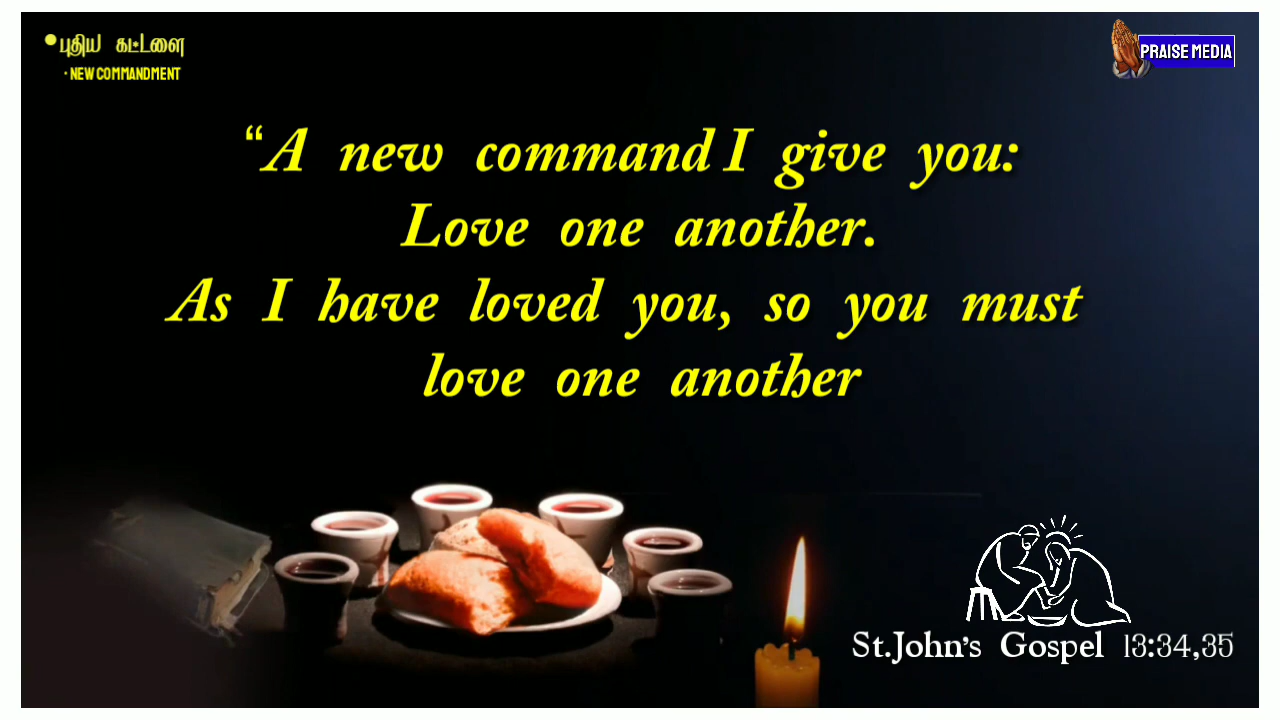 •புதிய கட்டளை
· NEW COMMANDMENT
PRAISE MEDIA
“A new command I give you:
Love one another.
As I have loved you, so you must
love one another
St.John's Gospel 13:34,35